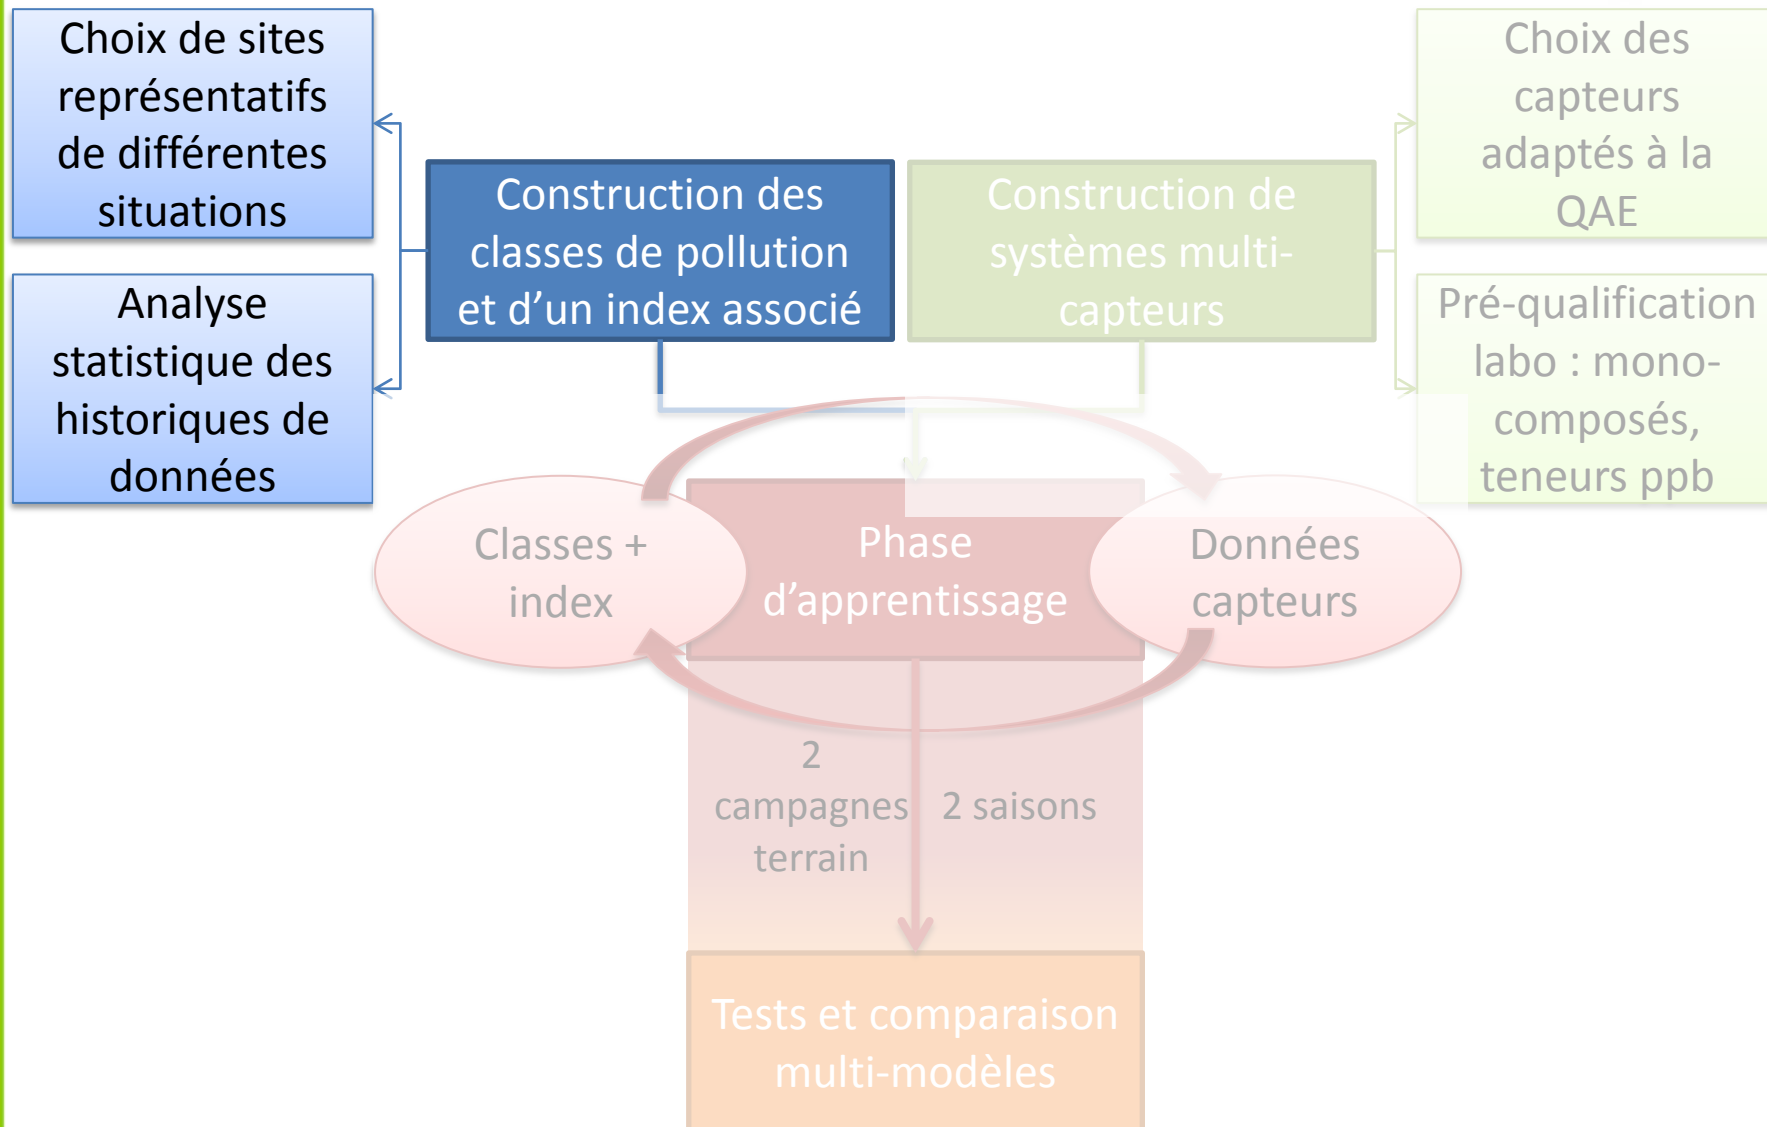 Choix de sites
représentatifs
de différentes
situations
Analyse
statistique des
historiques de
données
Construction des
classes de pollution
et d’un index associé
Construction de
systèmes multi-
capteurs
Choix des
capteurs
adaptés à la
QAE
Pré-qualification
labo : mono-
composés,
teneurs ppb
Classes +
index
Phase
d’apprentissage
Données
capteurs
2
campagnes
terrain
2 saisons
Tests et comparaison
multi-modèles